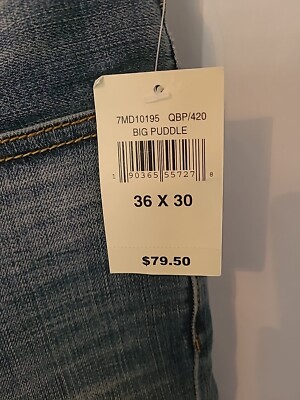 7MD10195 QBP/420
BIG PUDDLE
1 90365 55727 8
36 X 30
$79.50